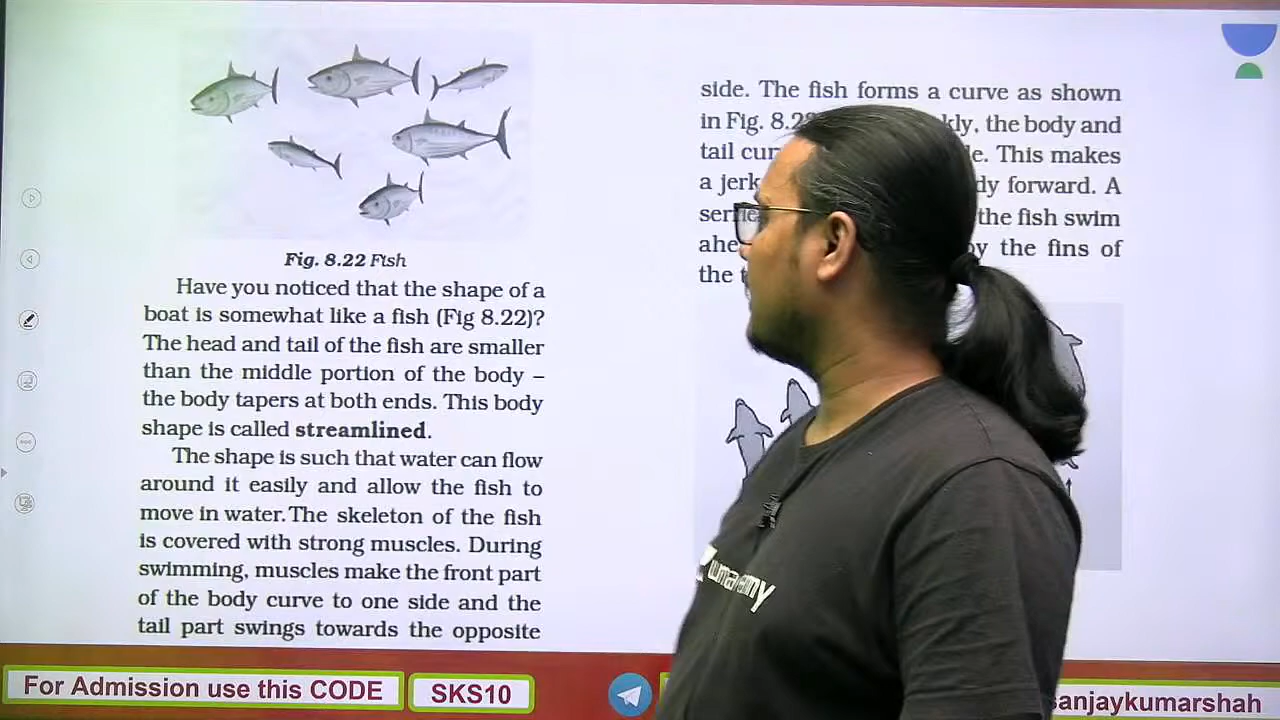 Fig. 8.22 Fish
Have you noticed that the shape of a
boat is somewhat like a fish (Fig 8.22)?
The head and tail of the fish are smaller
than the middle portion of the body –
the body tapers at both ends. This body
shape is called streamlined.
The shape is such that water can flow
around it easily and allow the fish to
move in water. The skeleton of the fish
is covered with strong muscles. During
swimming, muscles make the front part
of the body curve to one side and the
tail part swings towards the opposite
side. The fish forms a curve as shown
in Fig. 8.2 kly, the body and
tail cur e. This makes
a jerk dy forward. A
serie the fish swim
ahe by the fins of
the t
For Admission use this CODE
SKS10
sanjaykumarshah